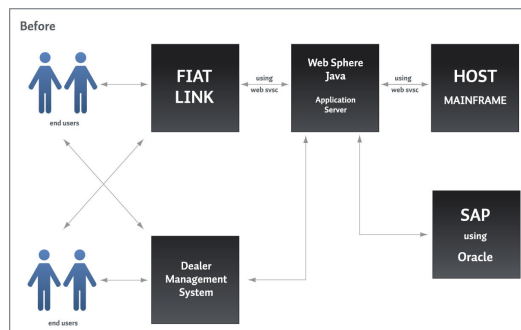 Before
FIAT
LINK
using
web svsc
Web Sphere
Java
Application
Server
using
web svsc
HOST
MAINFRAME
end users
SAP
using
Oracle
Dealer
Management
System
end users